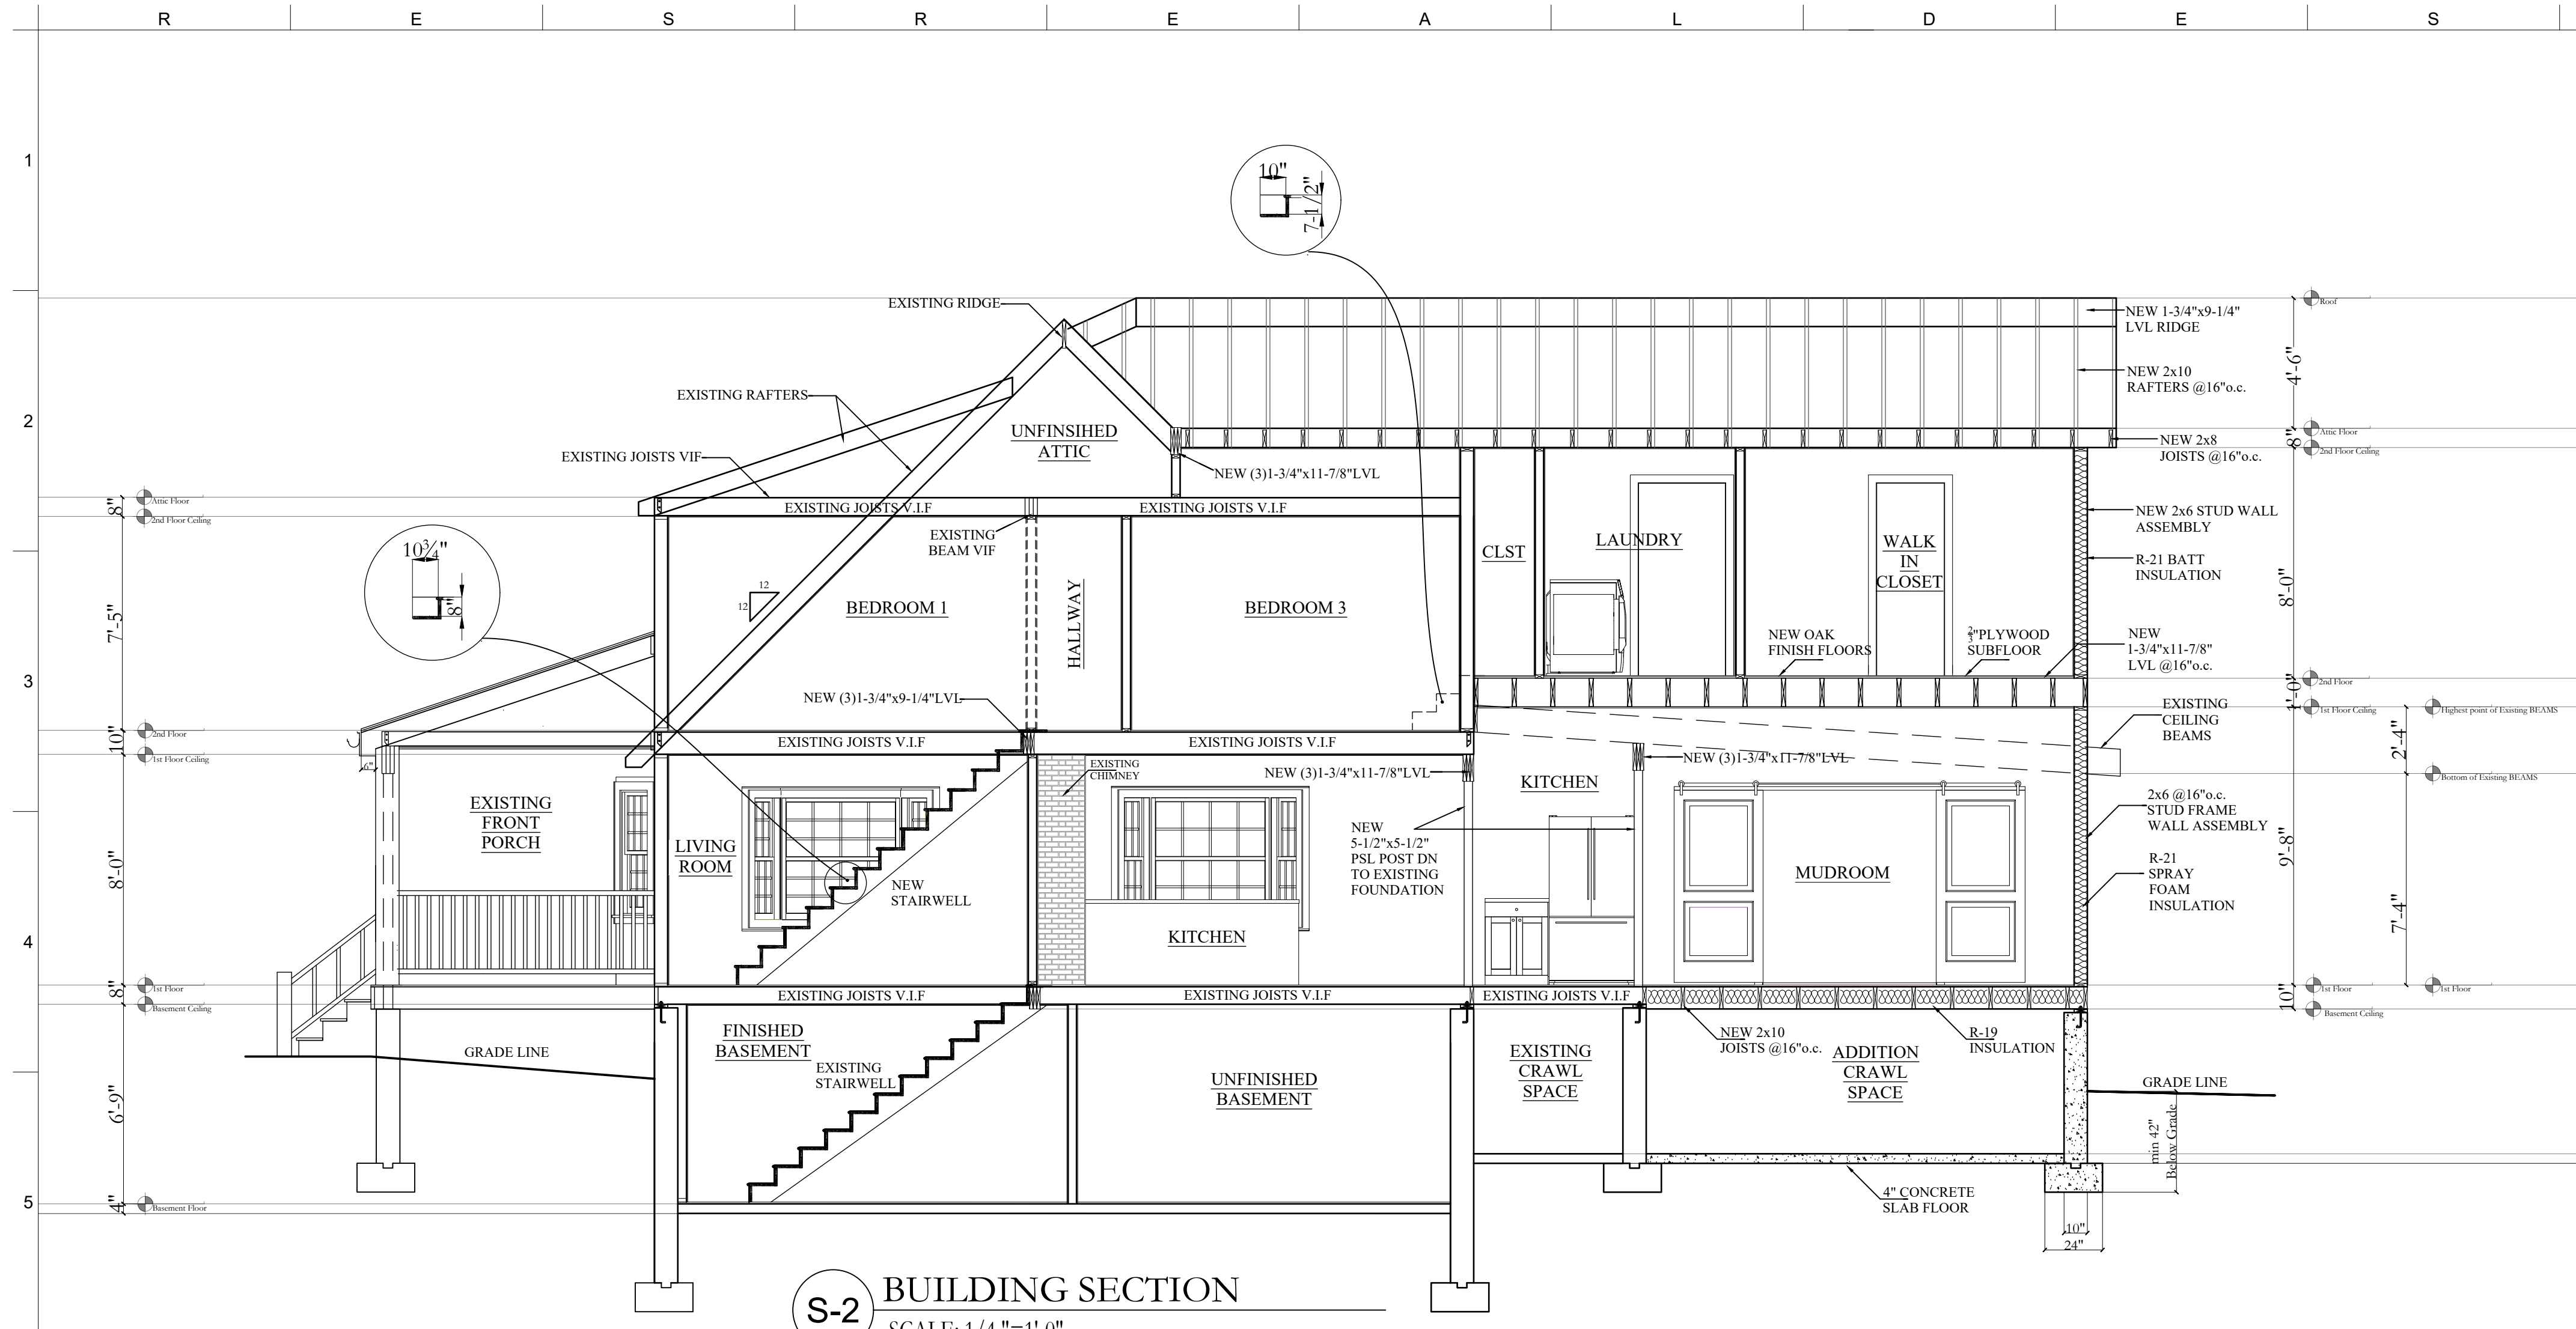 R E S R E A L D E S
1
2
3
4
5
10"
7-1/2"
EXISTING RIDGE
NEW 1-3/4"x9-1/4"
LVL RIDGE
Roof
4'-6"
NEW 2x10
RAFTERS @16"o.c.
EXISTING RAFTERS
UNFINSIHED
ATTIC
EXISTING JOISTS VIF
NEW (3)1-3/4"x11-7/8"LVL
NEW 2x8
JOISTS @16"o.c.
Attic Floor
8"
2nd Floor Ceiling
Attic Floor
8"
2nd Floor Ceiling
EXISTING JOISTS V.I.F
EXISTING JOISTS V.I.F
EXISTING
BEAM VIF
NEW 2x6 STUD WALL
ASSEMBLY
R-21 BATT
INSULATION
8'-0"
10¾"
8"
7'-5"
12
12
BEDROOM 1
HALLWAY
BEDROOM 3
CLST
LAUNDRY
WALK
IN
CLOSET
NEW OAK
FINISH FLOORS
2/3"PLYWOOD
SUBFLOOR
NEW
1-3/4"x11-7/8"
LVL @16"o.c.
2nd Floor
1'-0"
1st Floor Ceiling
Highest point of Existing BEAMS
NEW (3)1-3/4"x9-1/4"LVL
EXISTING
CEILING
BEAMS
2'-4"
2nd Floor
10"
1st Floor Ceiling
6"
EXISTING JOISTS V.I.F
EXISTING JOISTS V.I.F
EXISTING
CHIMNEY
NEW (3)1-3/4"x11-7/8"LVL
NEW (3)1-3/4"x11-7/8"LVL
Bottom of Existing BEAMS
KITCHEN
EXISTING
FRONT
PORCH
LIVING
ROOM
NEW
STAIRWELL
KITCHEN
NEW
5-1/2"x5-1/2"
PSL POST DN
TO EXISTING
FOUNDATION
MUDROOM
2x6 @16"o.c.
STUD FRAME
WALL ASSEMBLY
R-21
SPRAY
FOAM
INSULATION
8'-0"
9'-8"
7'-4"
1st Floor
8"
Basement Ceiling
EXISTING JOISTS V.I.F
EXISTING JOISTS V.I.F
EXISTING JOISTS V.I.F
1st Floor
10"
Basement Ceiling
1st Floor
GRADE LINE
FINISHED
BASEMENT
EXISTING
STAIRWELL
UNFINISHED
BASEMENT
EXISTING
CRAWL
SPACE
NEW 2x10
JOISTS @16"o.c.
R-19
INSULATION
ADDITION
CRAWL
SPACE
GRADE LINE
min 42"
Below Grade
6'-9"
4"
Basement Floor
4" CONCRETE
SLAB FLOOR
10"
24"
S-2
BUILDING SECTION
SCALE: 1/4 "=1'-0"